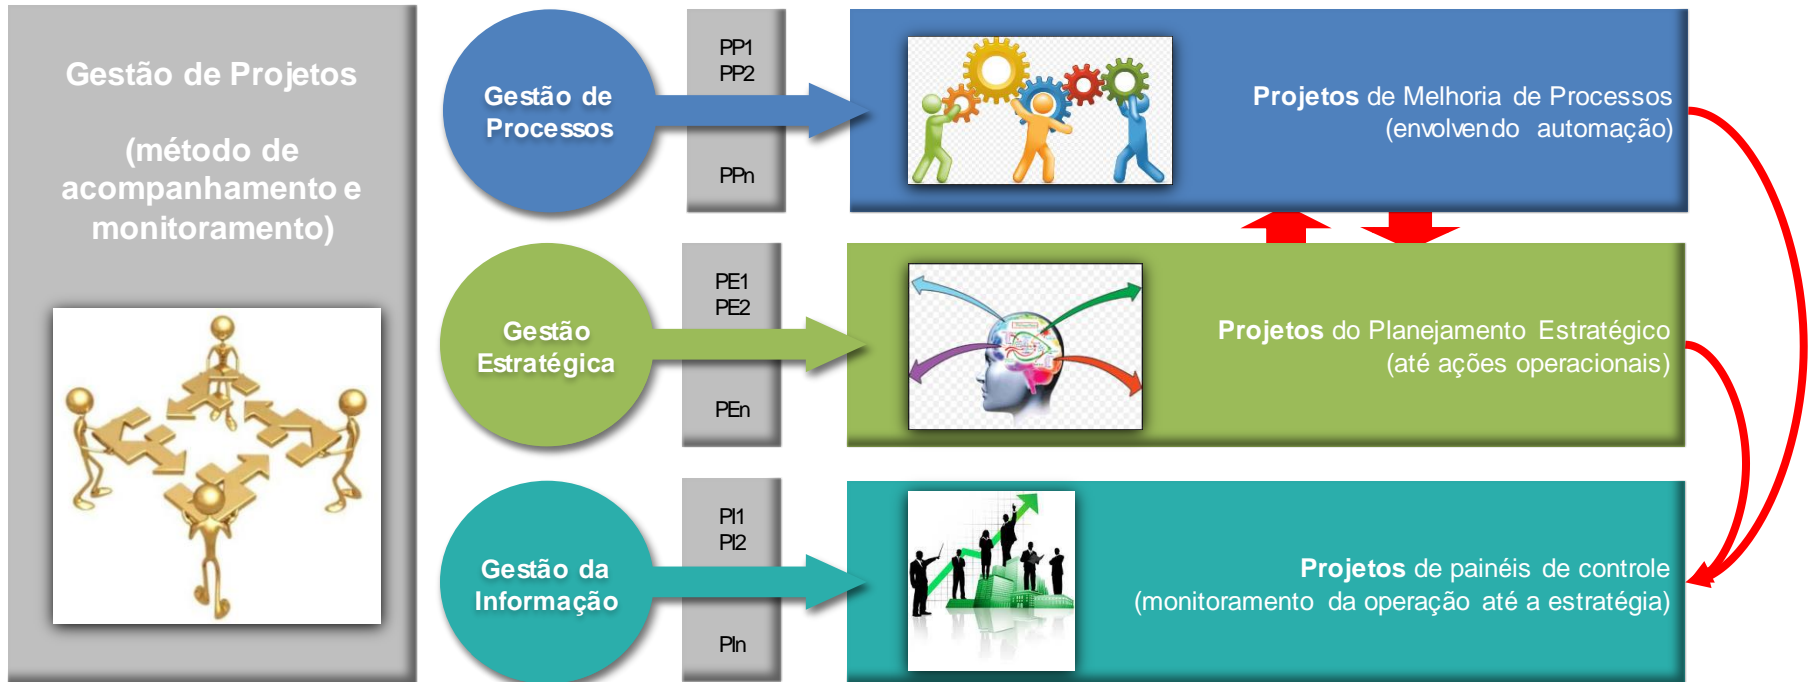 Gestão de Projetos
(método de
acompanhamento e
monitoramento)
Gestão de
Processos
PP1
PP2
PPn
Projetos de Melhoria de Processos
(envolvendo automação)
Gestão
Estratégica
PE1
PE2
PEn
Projetos do Planejamento Estratégico
(até ações operacionais)
Gestão da
Informação
PI1
PI2
PIn
Projetos de painéis de controle
(monitoramento da operação até a estratégia)